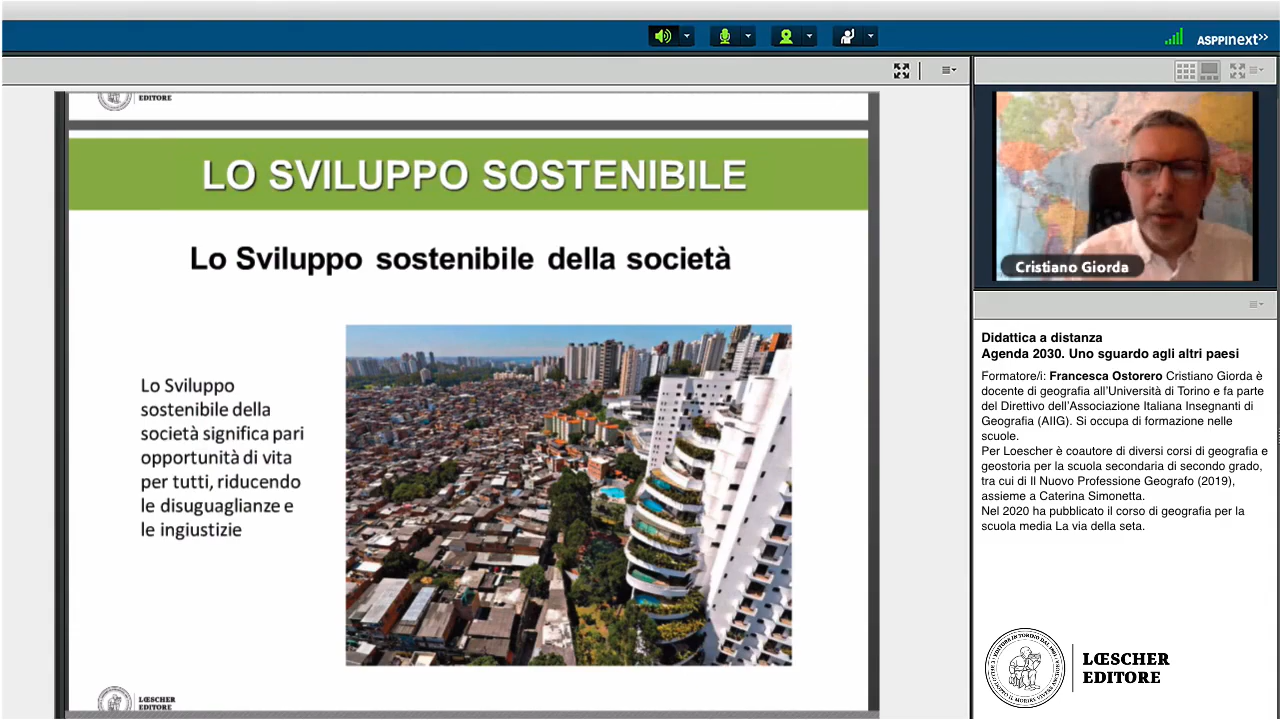 ASPPInext>>
EDITORE
LO SVILUPPO SOSTENIBILE
Lo Sviluppo sostenibile della società
Lo Sviluppo
sostenibile della
società significa pari
opportunità di vita
per tutti, riducendo
le disuguaglianze e
le ingiustizie
LŒSCHER
EDITORE
Cristiano Giorda
Didattica a distanza
Agenda 2030. Uno sguardo agli altri paesi
Formatore/i: Francesca Ostorero Cristiano Giorda è
docente di geografia all'Università di Torino e fa parte
del Direttivo dell'Associazione Italiana Insegnanti di
Geografia (AIIG). Si occupa di formazione nelle
scuole.
Per Loescher è coautore di diversi corsi di geografia e
geostoria per la scuola secondaria di secondo grado,
tra cui di Il Nuovo Professione Geografo (2019),
assieme a Caterina Simonetta.
Nel 2020 ha pubblicato il corso di geografia per la
scuola media La via della seta.
LŒSCHER
EDITORE